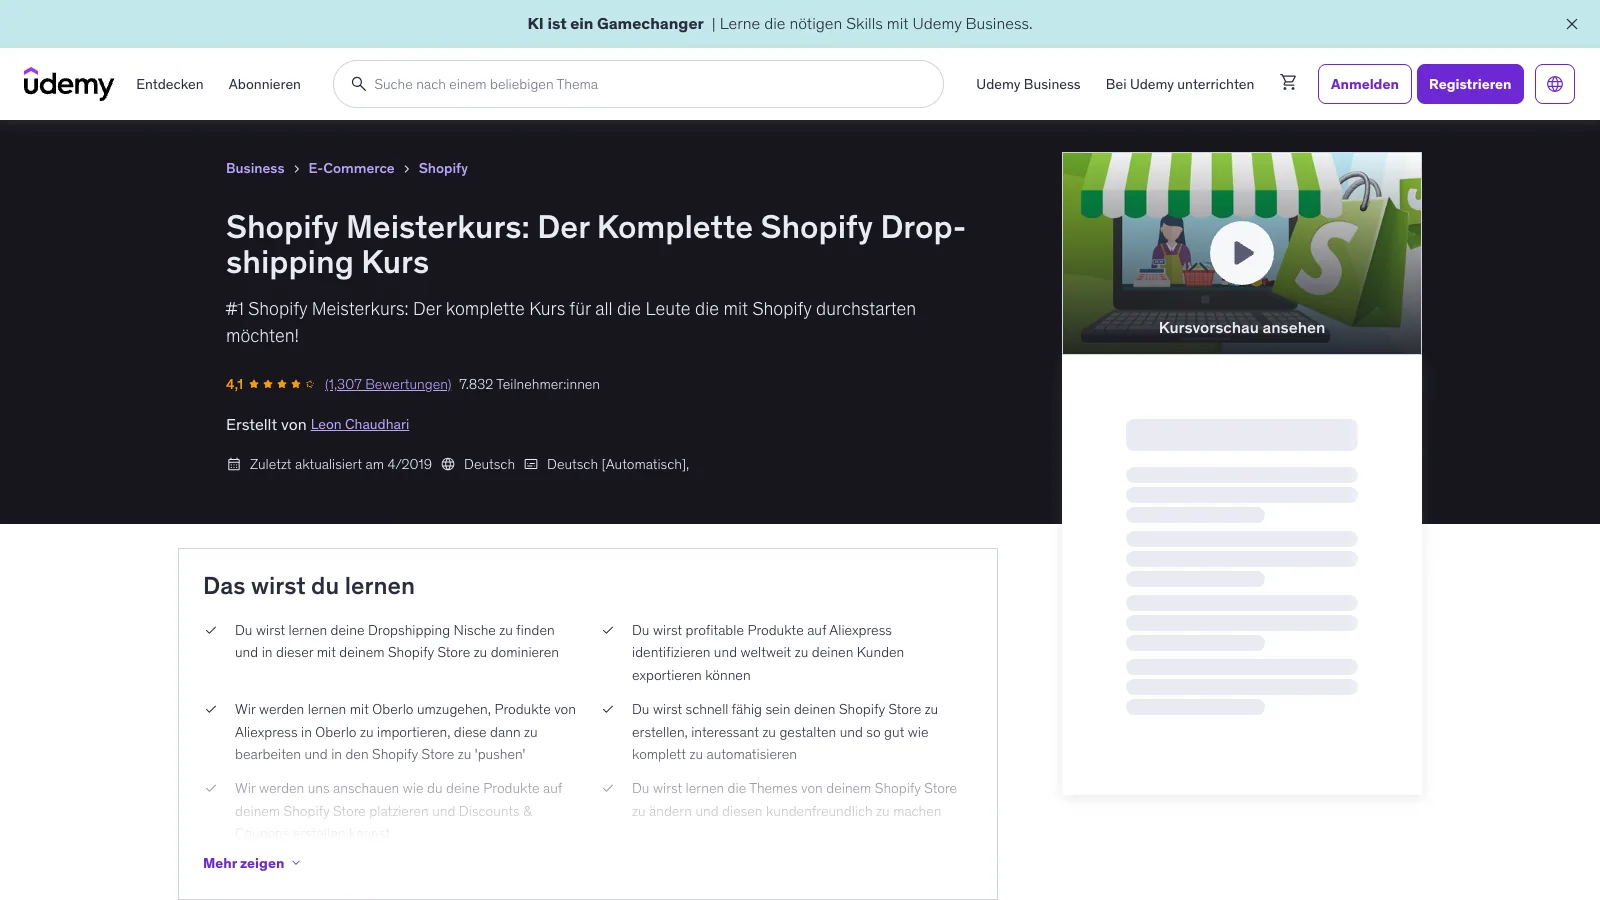 KI ist ein Gamechanger | Lerne die nötigen Skills mit Udemy Business.
udemy
Entdecken
Abonnieren
Suche nach einem beliebigen Thema
Udemy Business
Bei Udemy unterrichten
Anmelden
Registrieren
Business
E-Commerce
Shopify
Shopify Meisterkurs: Der Komplette Shopify Drop-
shipping Kurs
#1 Shopify Meisterkurs: Der komplette Kurs für all die Leute die mit Shopify durchstarten
möchten!
4,1 (1,307 Bewertungen) 7.832 Teilnehmer:innen
Erstellt von Leon Chaudhari
Zuletzt aktualisiert am 4/2019 Deutsch Deutsch [Automatisch],
Kursvorschau ansehen
Das wirst du lernen
Du wirst lernen deine Dropshipping Nische zu finden
und in dieser mit deinem Shopify Store zu dominieren
Du wirst profitable Produkte auf Aliexpress
identifizieren und weltweit zu deinen Kunden
exportieren können
Wir werden lernen mit Oberlo umzugehen, Produkte von
Aliexpress in Oberlo zu importieren, diese dann zu
bearbeiten und in den Shopify Store zu 'pushen'
Du wirst schnell fähig sein deinen Shopify Store zu
erstellen, interessant zu gestalten und so gut wie
komplett zu automatisieren
Wir werden uns anschauen wie du deine Produkte auf
deinem Shopify Store platzieren und Discounts &
Coupons erstellen kannst
Du wirst lernen die Themes von deinem Shopify Store
zu ändern und diesen kundenfreundlich zu machen
Mehr zeigen